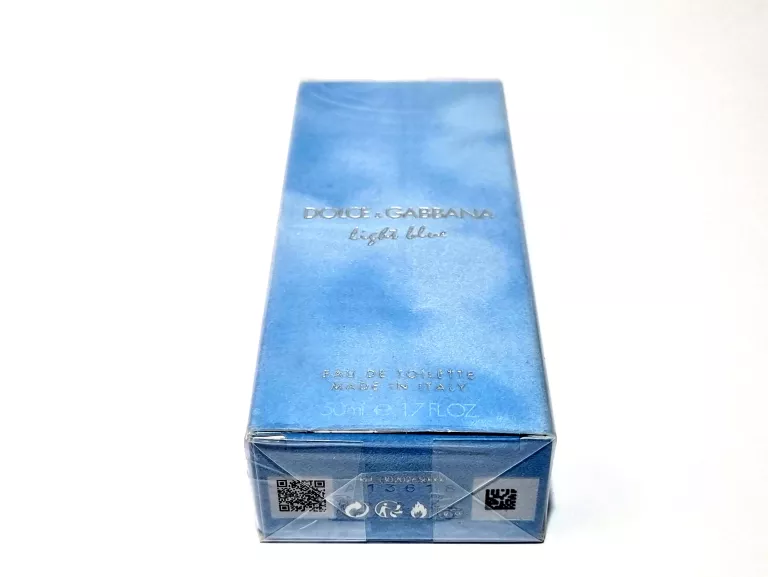 DOLCE & GABBANA
light blue
EAU DE TOILETTE
MADE IN ITALY
50ml e 1.7 FL.OZ.